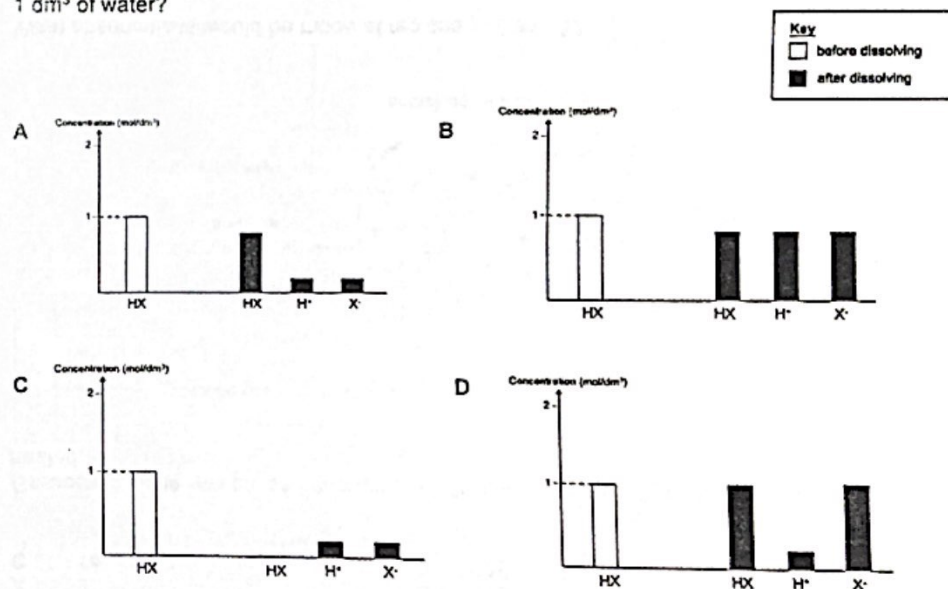 1 dm³ of water?
Key
before dissolving
after dissolving
A
Concentration (mol/dm³)
2
1
HX
HX
H⁺
X⁻
B
Concentration (mol/dm³)
2
1
HX
HX
H⁺
X⁻
C
Concentration (mol/dm³)
2
1
HX
HX
H⁺
X⁻
D
Concentration (mol/dm³)
2
1
HX
HX
H⁺
X⁻